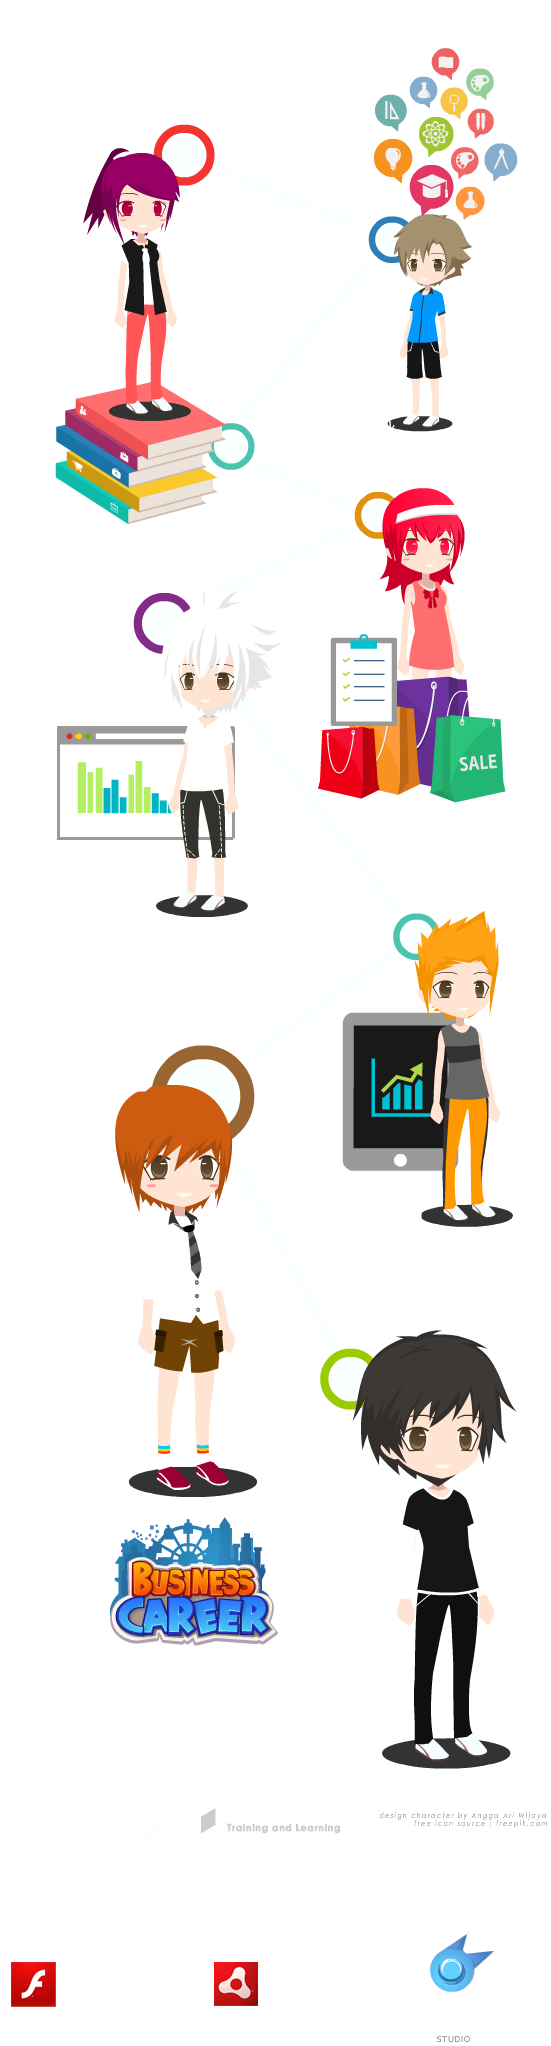 SALE
BUSINESS
CAREER
Training and Learning
design character by Angga Ari Wijaya
free icon source : freepik.com
STUDIO